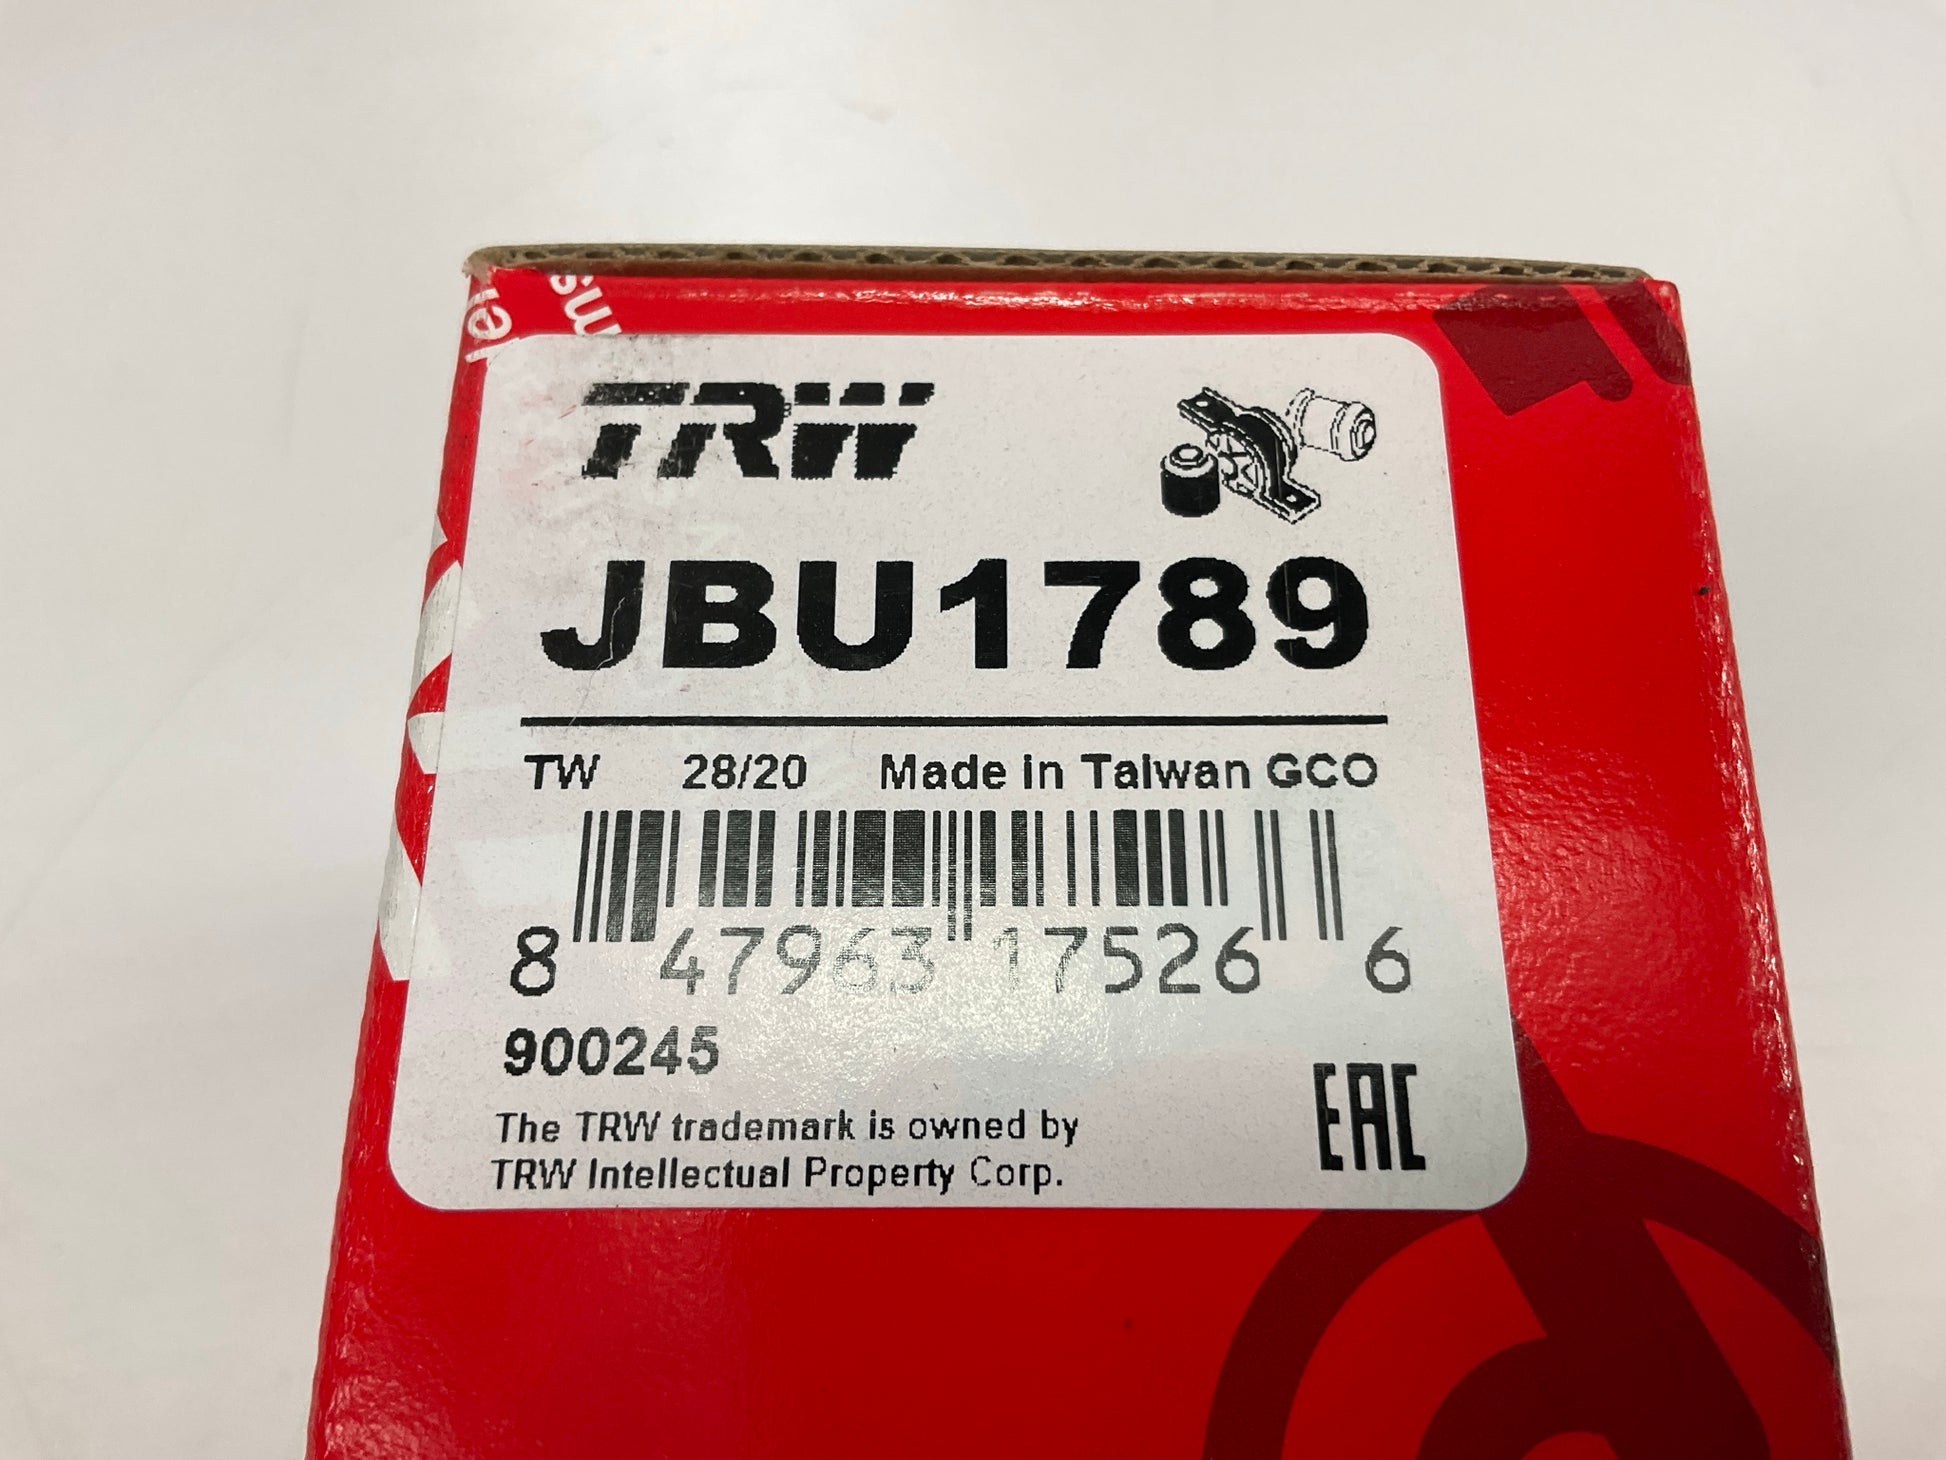 TRW
JBU1789
TW 28/20 Made in Taiwan GCO
8 47963 17526 6
900245
EAC
The TRW trademark is owned by
TRW Intellectual Property Corp.